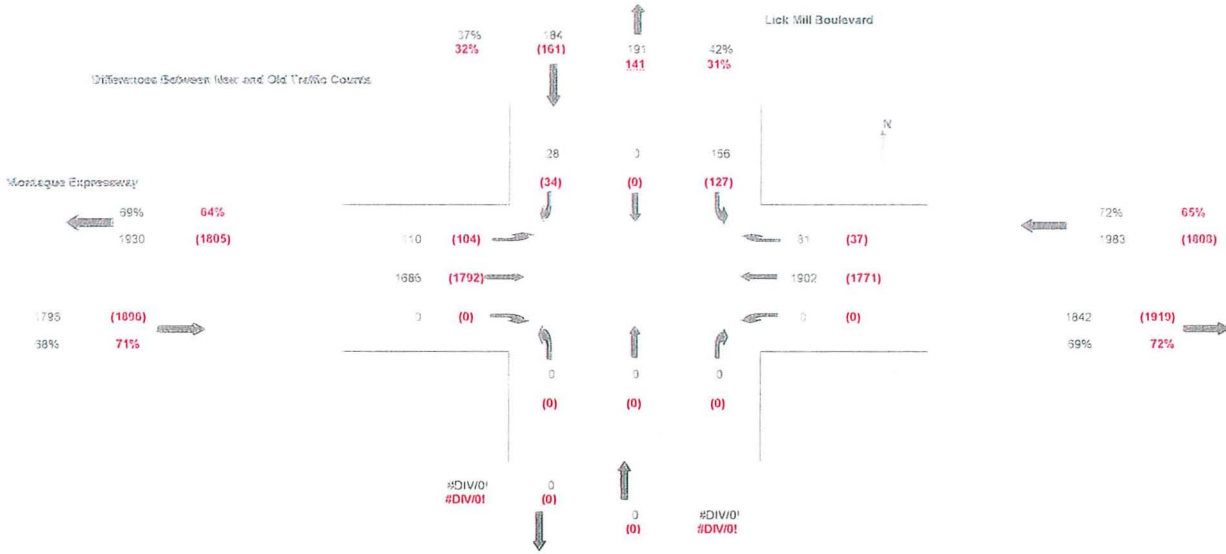 Lick Mill Boulevard
37% 184 191 42%
32% (161) 141 31%
Differences Between New and Old Traffic Counts
N
28 0 156
(34) (0) (127)
Montague Expressway
69% 64% 72% 65%
1930 (1805) 110 (104) 81 (37) 1983 (1808)
1686 (1792) 1902 (1771)
1796 (1896) 0 (0) 0 (0) 1842 (1919)
68% 71% 69% 72%
0 0 0
(0) (0) (0)
#DIV/0! 0
#DIV/0! (0)
0 #DIV/0!
(0) #DIV/0!